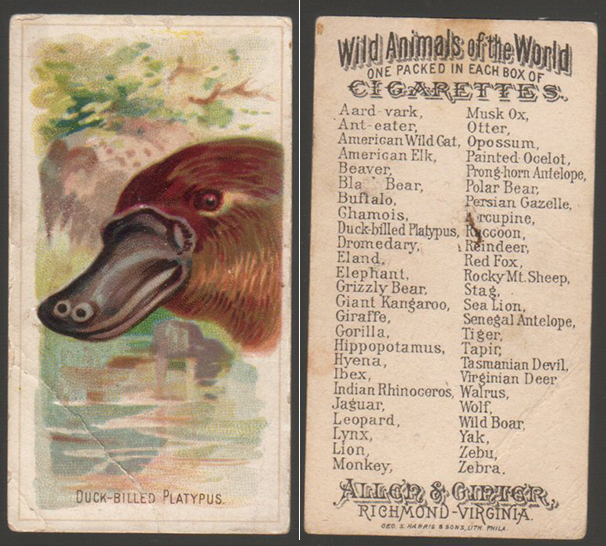 DUCK-BILLED PLATYPUS.
Wild Animals of the World
ONE PACKED IN EACH BOX OF
CIGARETTES.
Aard-vark,
Ant-eater,
American Wild Cat,
American Elk,
Beaver,
Bla Bear,
Buffalo,
Chamois,
Duck-billed Platypus,
Dromedary,
Eland,
Elephant,
Grizzly Bear,
Giant Kangaroo,
Giraffe,
Gorilla,
Hippopotamus,
Hyena,
Ibex,
Indian Rhinoceros,
Jaguar,
Leopard,
Lynx,
Lion,
Monkey,
Musk Ox,
Otter,
Opossum,
Painted Ocelot,
Prong-horn Antelope,
Polar Bear,
Persian Gazelle,
rcupine,
Raccoon,
Reindeer,
Red Fox,
Rocky Mt. Sheep,
Stag,
Sea Lion,
Senegal Antelope,
Tiger,
Tapir,
Tasmanian Devil,
Virginian Deer
Walrus,
Wolf,
Wild Boar,
Yak,
Zebu,
Zebra.
ALLEN & GINTER,
RICHMOND-VIRGINIA.
GEO. S. HARRIS & SONS, LITH. PHILA.